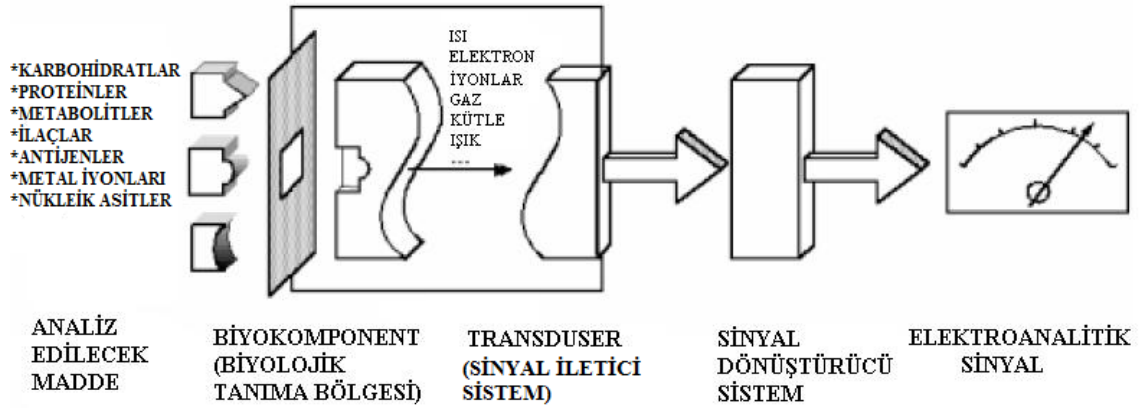 *KARBOHİDRATLAR
*PROTEİNLER
*METABOLİTLER
*İLAÇLAR
*ANTİJENLER
*METAL İYONLARI
*NÜKLEİK ASİTLER
ISI
ELEKTRON
İYONLAR
GAZ
KÜTLE
IŞIK
...
ANALİZ
EDİLECEK
MADDE
BİYOKOMPONENT
(BİYOLOJİK
TANIMA BÖLGESİ)
TRANSDUSER
(SİNYAL İLETİCİ
SİSTEM)
SİNYAL
DÖNÜŞTÜRÜCÜ
SİSTEM
ELEKTROANALİTİK
SİNYAL